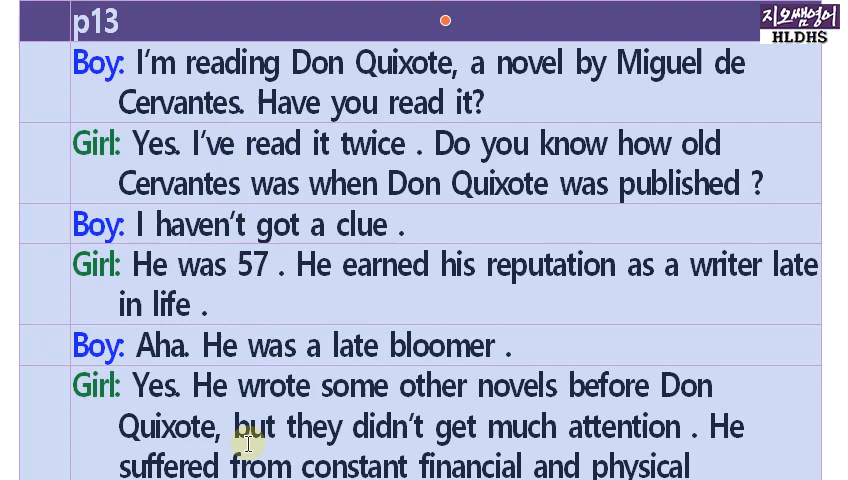 p13
지오쌤영어
HLDHS
Boy: I'm reading Don Quixote, a novel by Miguel de
Cervantes. Have you read it?
Girl: Yes. I've read it twice . Do you know how old
Cervantes was when Don Quixote was published ?
Boy: I haven't got a clue .
Girl: He was 57 . He earned his reputation as a writer late
in life .
Boy: Aha. He was a late bloomer .
Girl: Yes. He wrote some other novels before Don
Quixote, but they didn't get much attention . He
suffered from constant financial and physical